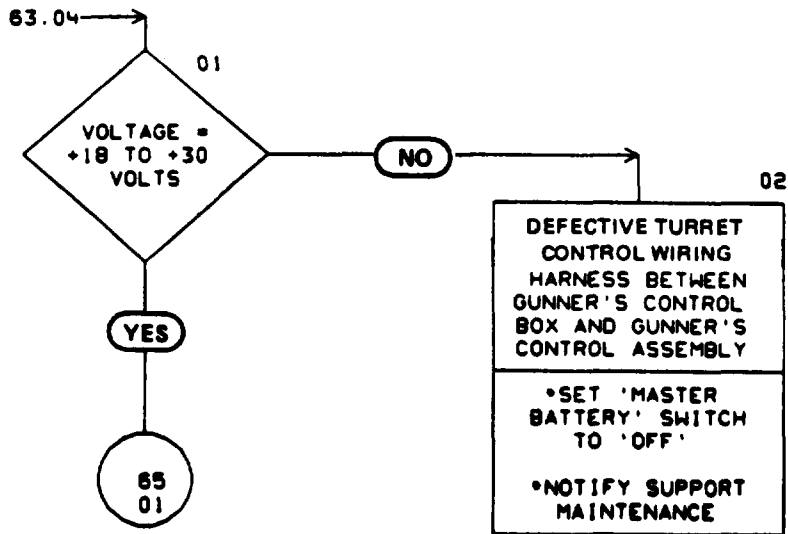 63.04
01
VOLTAGE =
+18 TO +30
VOLTS
NO
02
DEFECTIVE TURRET
CONTROL WIRING
HARNESS BETWEEN
GUNNER'S CONTROL
BOX AND GUNNER'S
CONTROL ASSEMBLY
•SET 'MASTER
BATTERY' SWITCH
TO 'OFF'
•NOTIFY SUPPORT
MAINTENANCE
YES
65
01